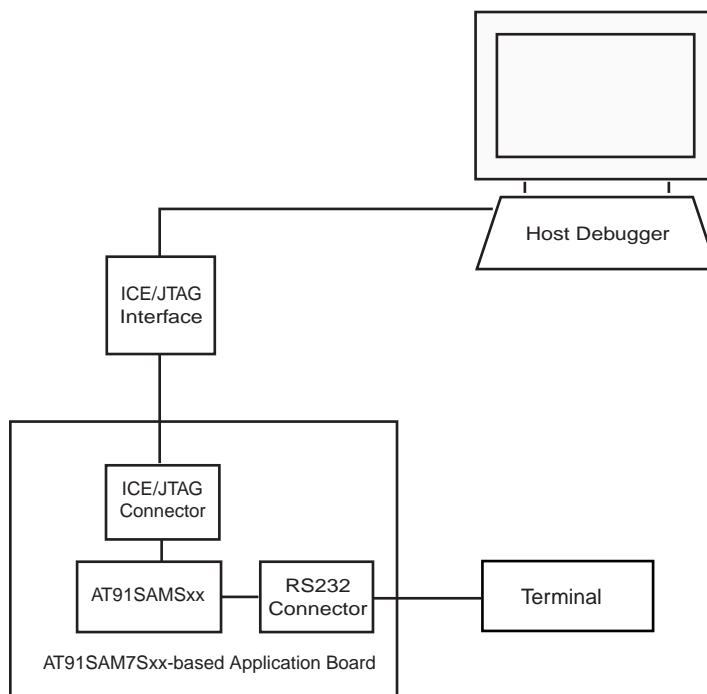 Host Debugger
ICE/JTAG
Interface
ICE/JTAG
Connector
AT91SAMSxx
RS232
Connector
Terminal
AT91SAM7Sxx-based Application Board